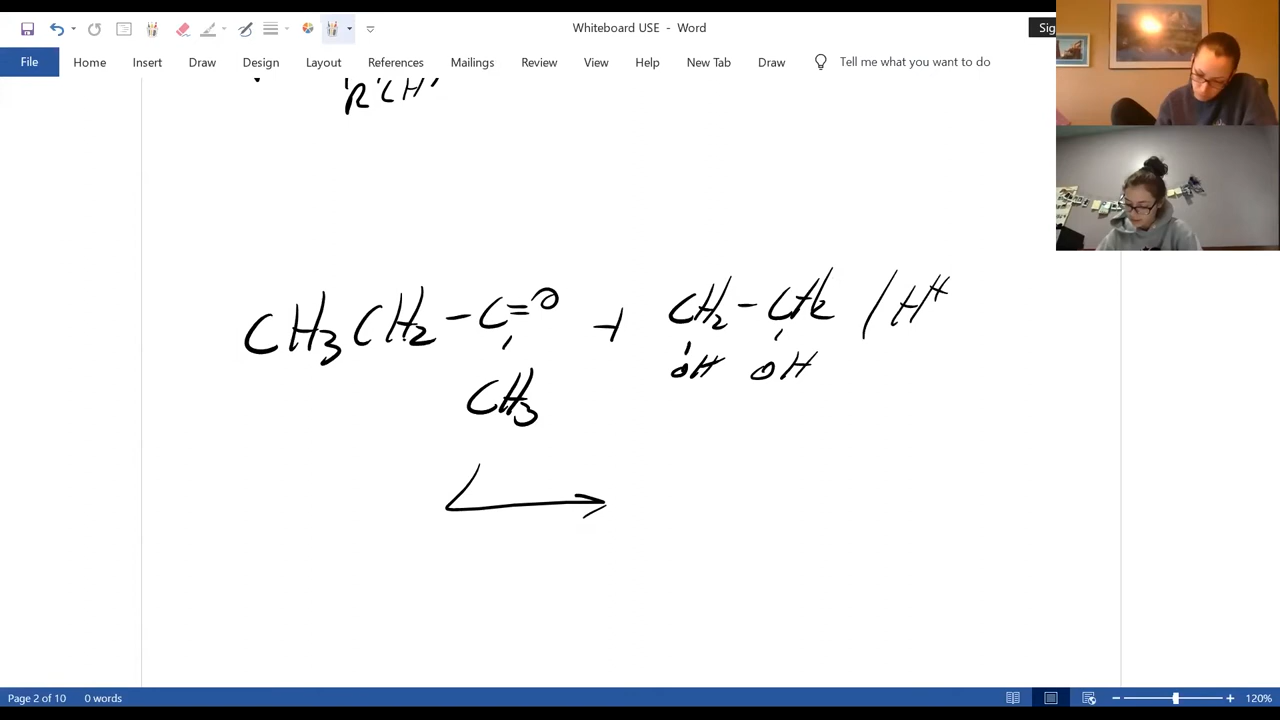 Whiteboard USE - Word
Sig
File Home Insert Draw Design Layout References Mailings Review View Help New Tab Draw Tell me what you want to do
R'CH'
CH3CH2-C=O + CH2-CH2 / H+
OH OH
CH3
Page 2 of 10 0 words
120%